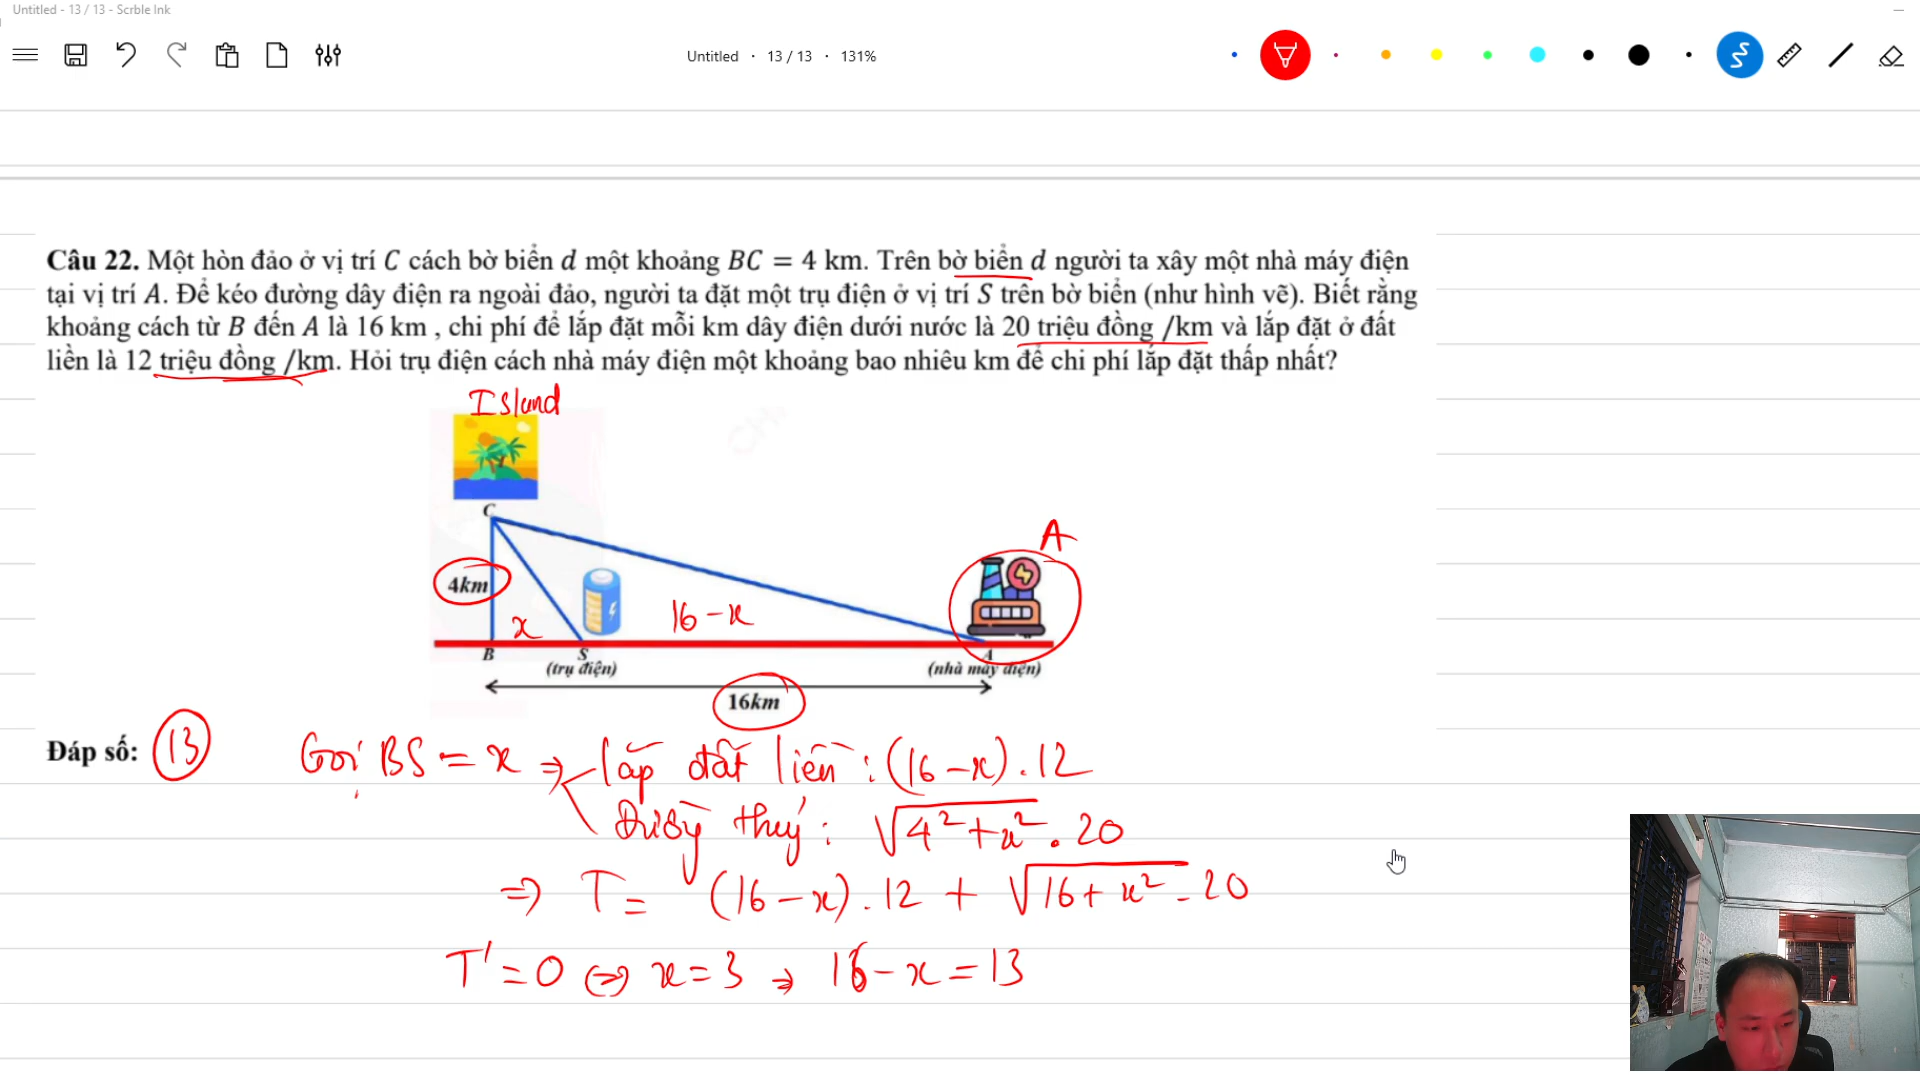 Untitled - 13 / 13 - Scrble Ink
Untitled · 13 / 13 · 131%
Câu 22. Một hòn đảo ở vị trí C cách bờ biển d một khoảng BC = 4 km. Trên bờ biển d người ta xây một nhà máy điện
tại vị trí A. Để kéo đường dây điện ra ngoài đảo, người ta đặt một trụ điện ở vị trí S trên bờ biển (như hình vẽ). Biết rằng
khoảng cách từ B đến A là 16 km , chi phí để lắp đặt mỗi km dây điện dưới nước là 20 triệu đồng /km và lắp đặt ở đất
liền là 12 triệu đồng /km. Hỏi trụ điện cách nhà máy điện một khoảng bao nhiêu km để chi phí lắp đặt thấp nhất?
Island
C
A
4km
x
16 - x
B
S
A
(trụ điện)
(nhà máy điện)
16km
Đáp số: 13
Gọi BS = x ⇒ lắp đất liền : (16 - x) . 12
Dưới thuỷ : √4² + x² . 20
⇒ T = (16 - x) . 12 + √16 + x² . 20
T' = 0 ⇔ x = 3 ⇒ 16 - x = 13